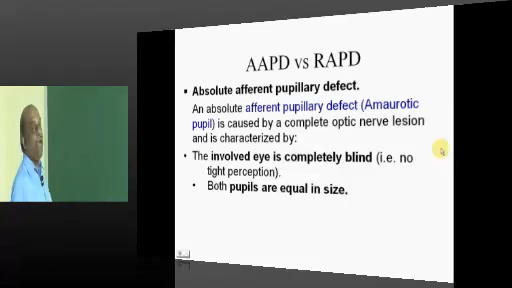 AAPD vs RAPD
▪ Absolute afferent pupillary defect.
An absolute afferent pupillary defect (Amaurotic
pupil) is caused by a complete optic nerve lesion
and is characterized by:
• The involved eye is completely blind (i.e. no
tight perception).
• Both pupils are equal in size.